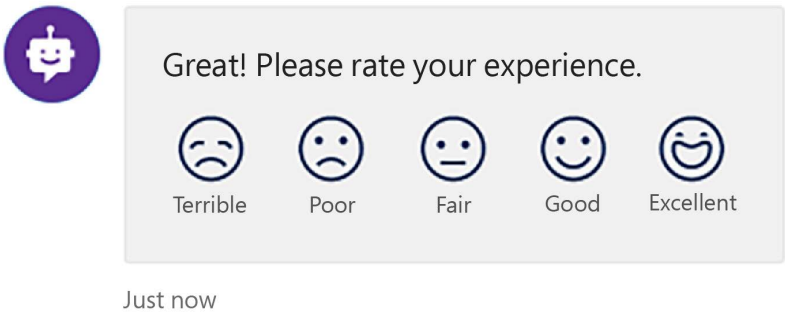 Great! Please rate your experience.
Terrible Poor Fair Good Excellent
Just now